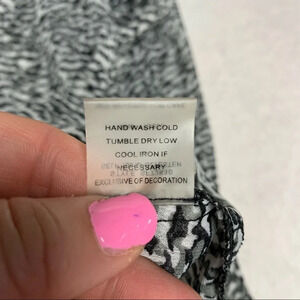 HAND WASH COLD
TUMBLE DRY LOW
COOL IRON IF
NECESSARY
EXCLUSIVE OF DECORATION